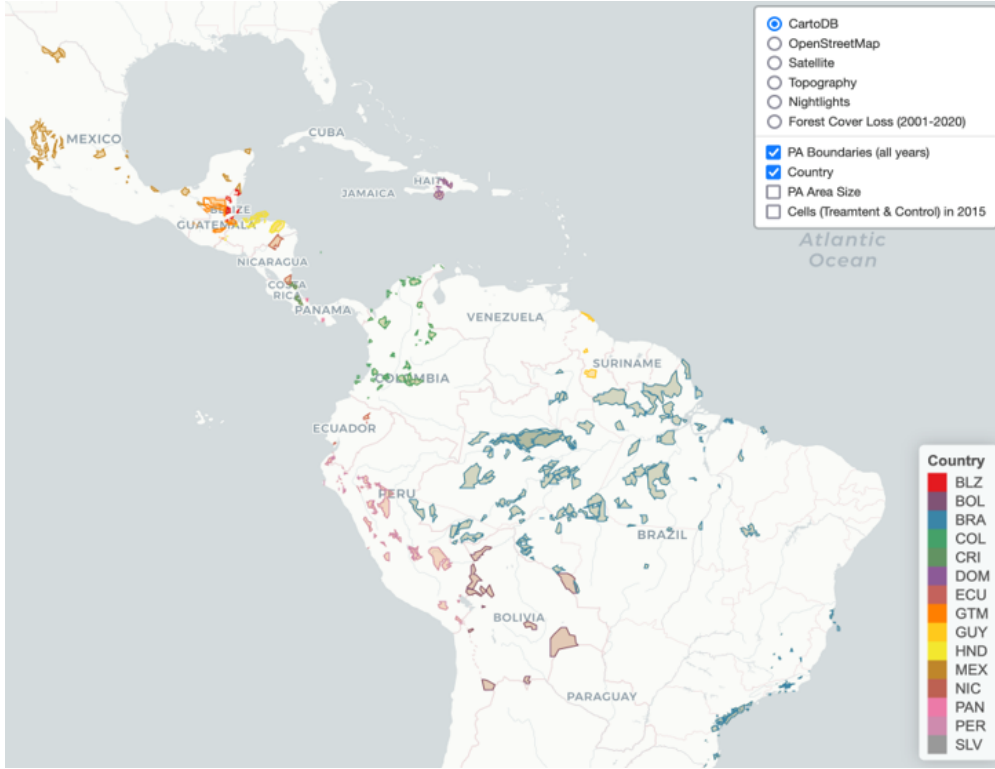 CartoDB
OpenStreetMap
Satellite
Topography
Nightlights
Forest Cover Loss (2001-2020)
PA Boundaries (all years)
Country
PA Area Size
Cells (Treamtent & Control) in 2015
Atlantic
Ocean
MEXICO
CUBA
HAITI
JAMAICA
BELIZE
GUATEMALA
NICARAGUA
COSTA
RICA
PANAMA
VENEZUELA
SURINAME
COLOMBIA
ECUADOR
PERU
BRAZIL
BOLIVIA
PARAGUAY
Country
BLZ
BOL
BRA
COL
CRI
DOM
ECU
GTM
GUY
HND
MEX
NIC
PAN
PER
SLV